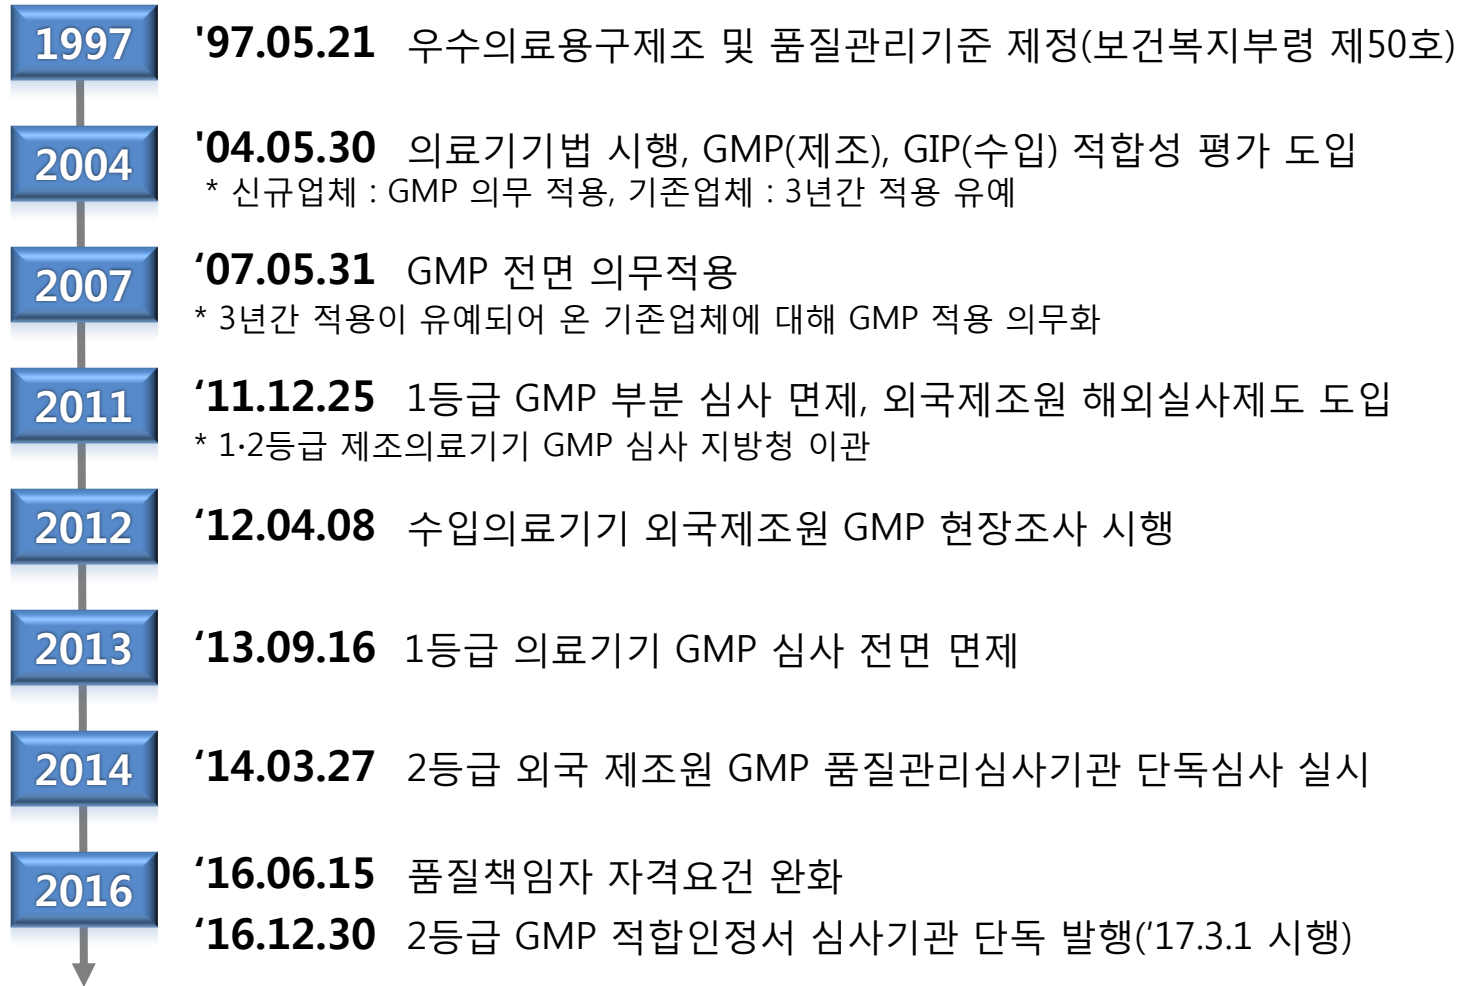 1997
'97.05.21 우수의료용구제조 및 품질관리기준 제정(보건복지부령 제50호)
2004
'04.05.30 의료기기법 시행, GMP(제조), GIP(수입) 적합성 평가 도입
* 신규업체 : GMP 의무 적용, 기존업체 : 3년간 적용 유예
2007
‘07.05.31 GMP 전면 의무적용
* 3년간 적용이 유예되어 온 기존업체에 대해 GMP 적용 의무화
2011
‘11.12.25 1등급 GMP 부분 심사 면제, 외국제조원 해외실사제도 도입
* 1·2등급 제조의료기기 GMP 심사 지방청 이관
2012
‘12.04.08 수입의료기기 외국제조원 GMP 현장조사 시행
2013
‘13.09.16 1등급 의료기기 GMP 심사 전면 면제
2014
‘14.03.27 2등급 외국 제조원 GMP 품질관리심사기관 단독심사 실시
2016
‘16.06.15 품질책임자 자격요건 완화
‘16.12.30 2등급 GMP 적합인정서 심사기관 단독 발행(‘17.3.1 시행)